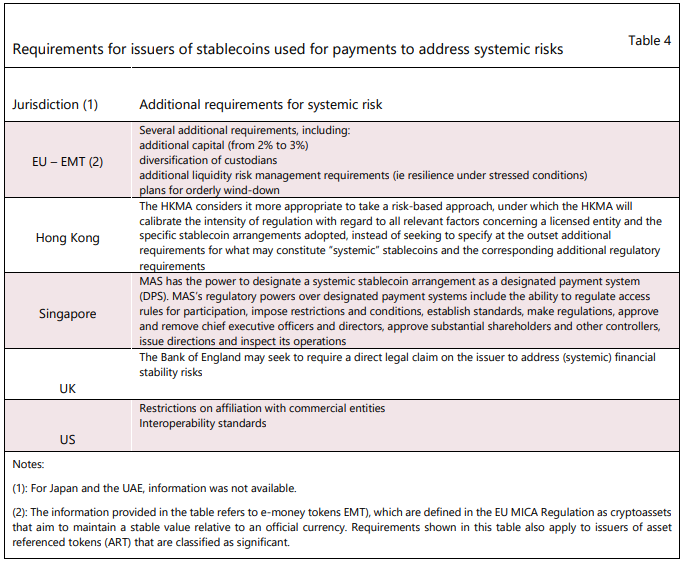 Table 4
Requirements for issuers of stablecoins used for payments to address systemic risks
Jurisdiction (1)
Additional requirements for systemic risk
EU – EMT (2)
Several additional requirements, including:
additional capital (from 2% to 3%)
diversification of custodians
additional liquidity risk management requirements (ie resilience under stressed conditions)
plans for orderly wind-down
Hong Kong
The HKMA considers it more appropriate to take a risk-based approach, under which the HKMA will
calibrate the intensity of regulation with regard to all relevant factors concerning a licensed entity and the
specific stablecoin arrangements adopted, instead of seeking to specify at the outset additional
requirements for what may constitute “systemic” stablecoins and the corresponding additional regulatory
requirements
Singapore
MAS has the power to designate a systemic stablecoin arrangement as a designated payment system
(DPS). MAS’s regulatory powers over designated payment systems include the ability to regulate access
rules for participation, impose restrictions and conditions, establish standards, make regulations, approve
and remove chief executive officers and directors, approve substantial shareholders and other controllers,
issue directions and inspect its operations
UK
The Bank of England may seek to require a direct legal claim on the issuer to address (systemic) financial
stability risks
US
Restrictions on affiliation with commercial entities
Interoperability standards
Notes:
(1): For Japan and the UAE, information was not available.
(2): The information provided in the table refers to e-money tokens EMT), which are defined in the EU MICA Regulation as cryptoassets
that aim to maintain a stable value relative to an official currency. Requirements shown in this table also apply to issuers of asset
referenced tokens (ART) that are classified as significant.